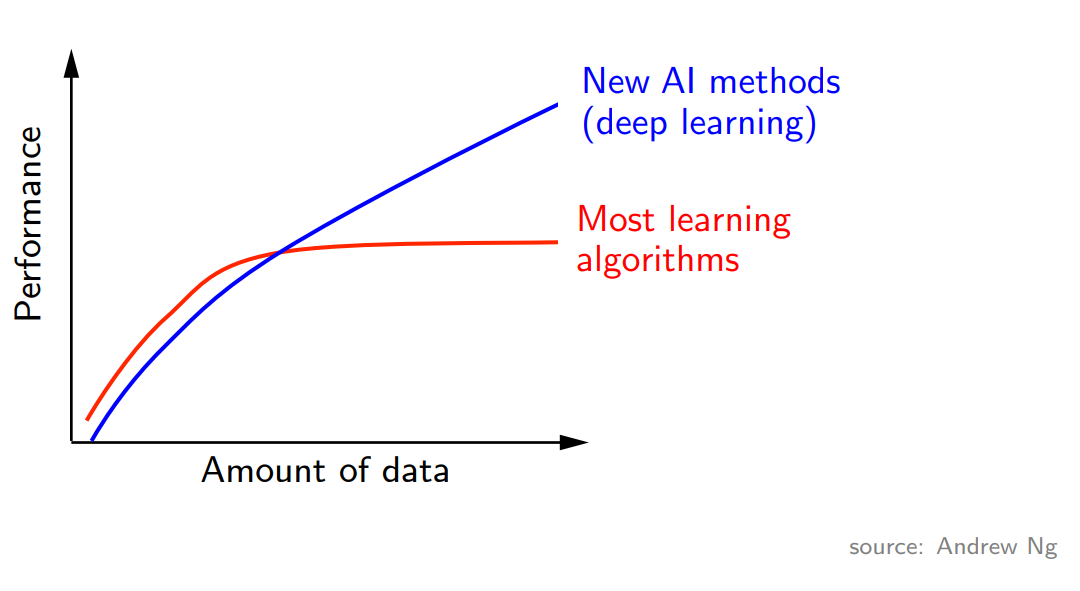 New AI methods
(deep learning)
Most learning
algorithms
Performance
Amount of data
source: Andrew Ng